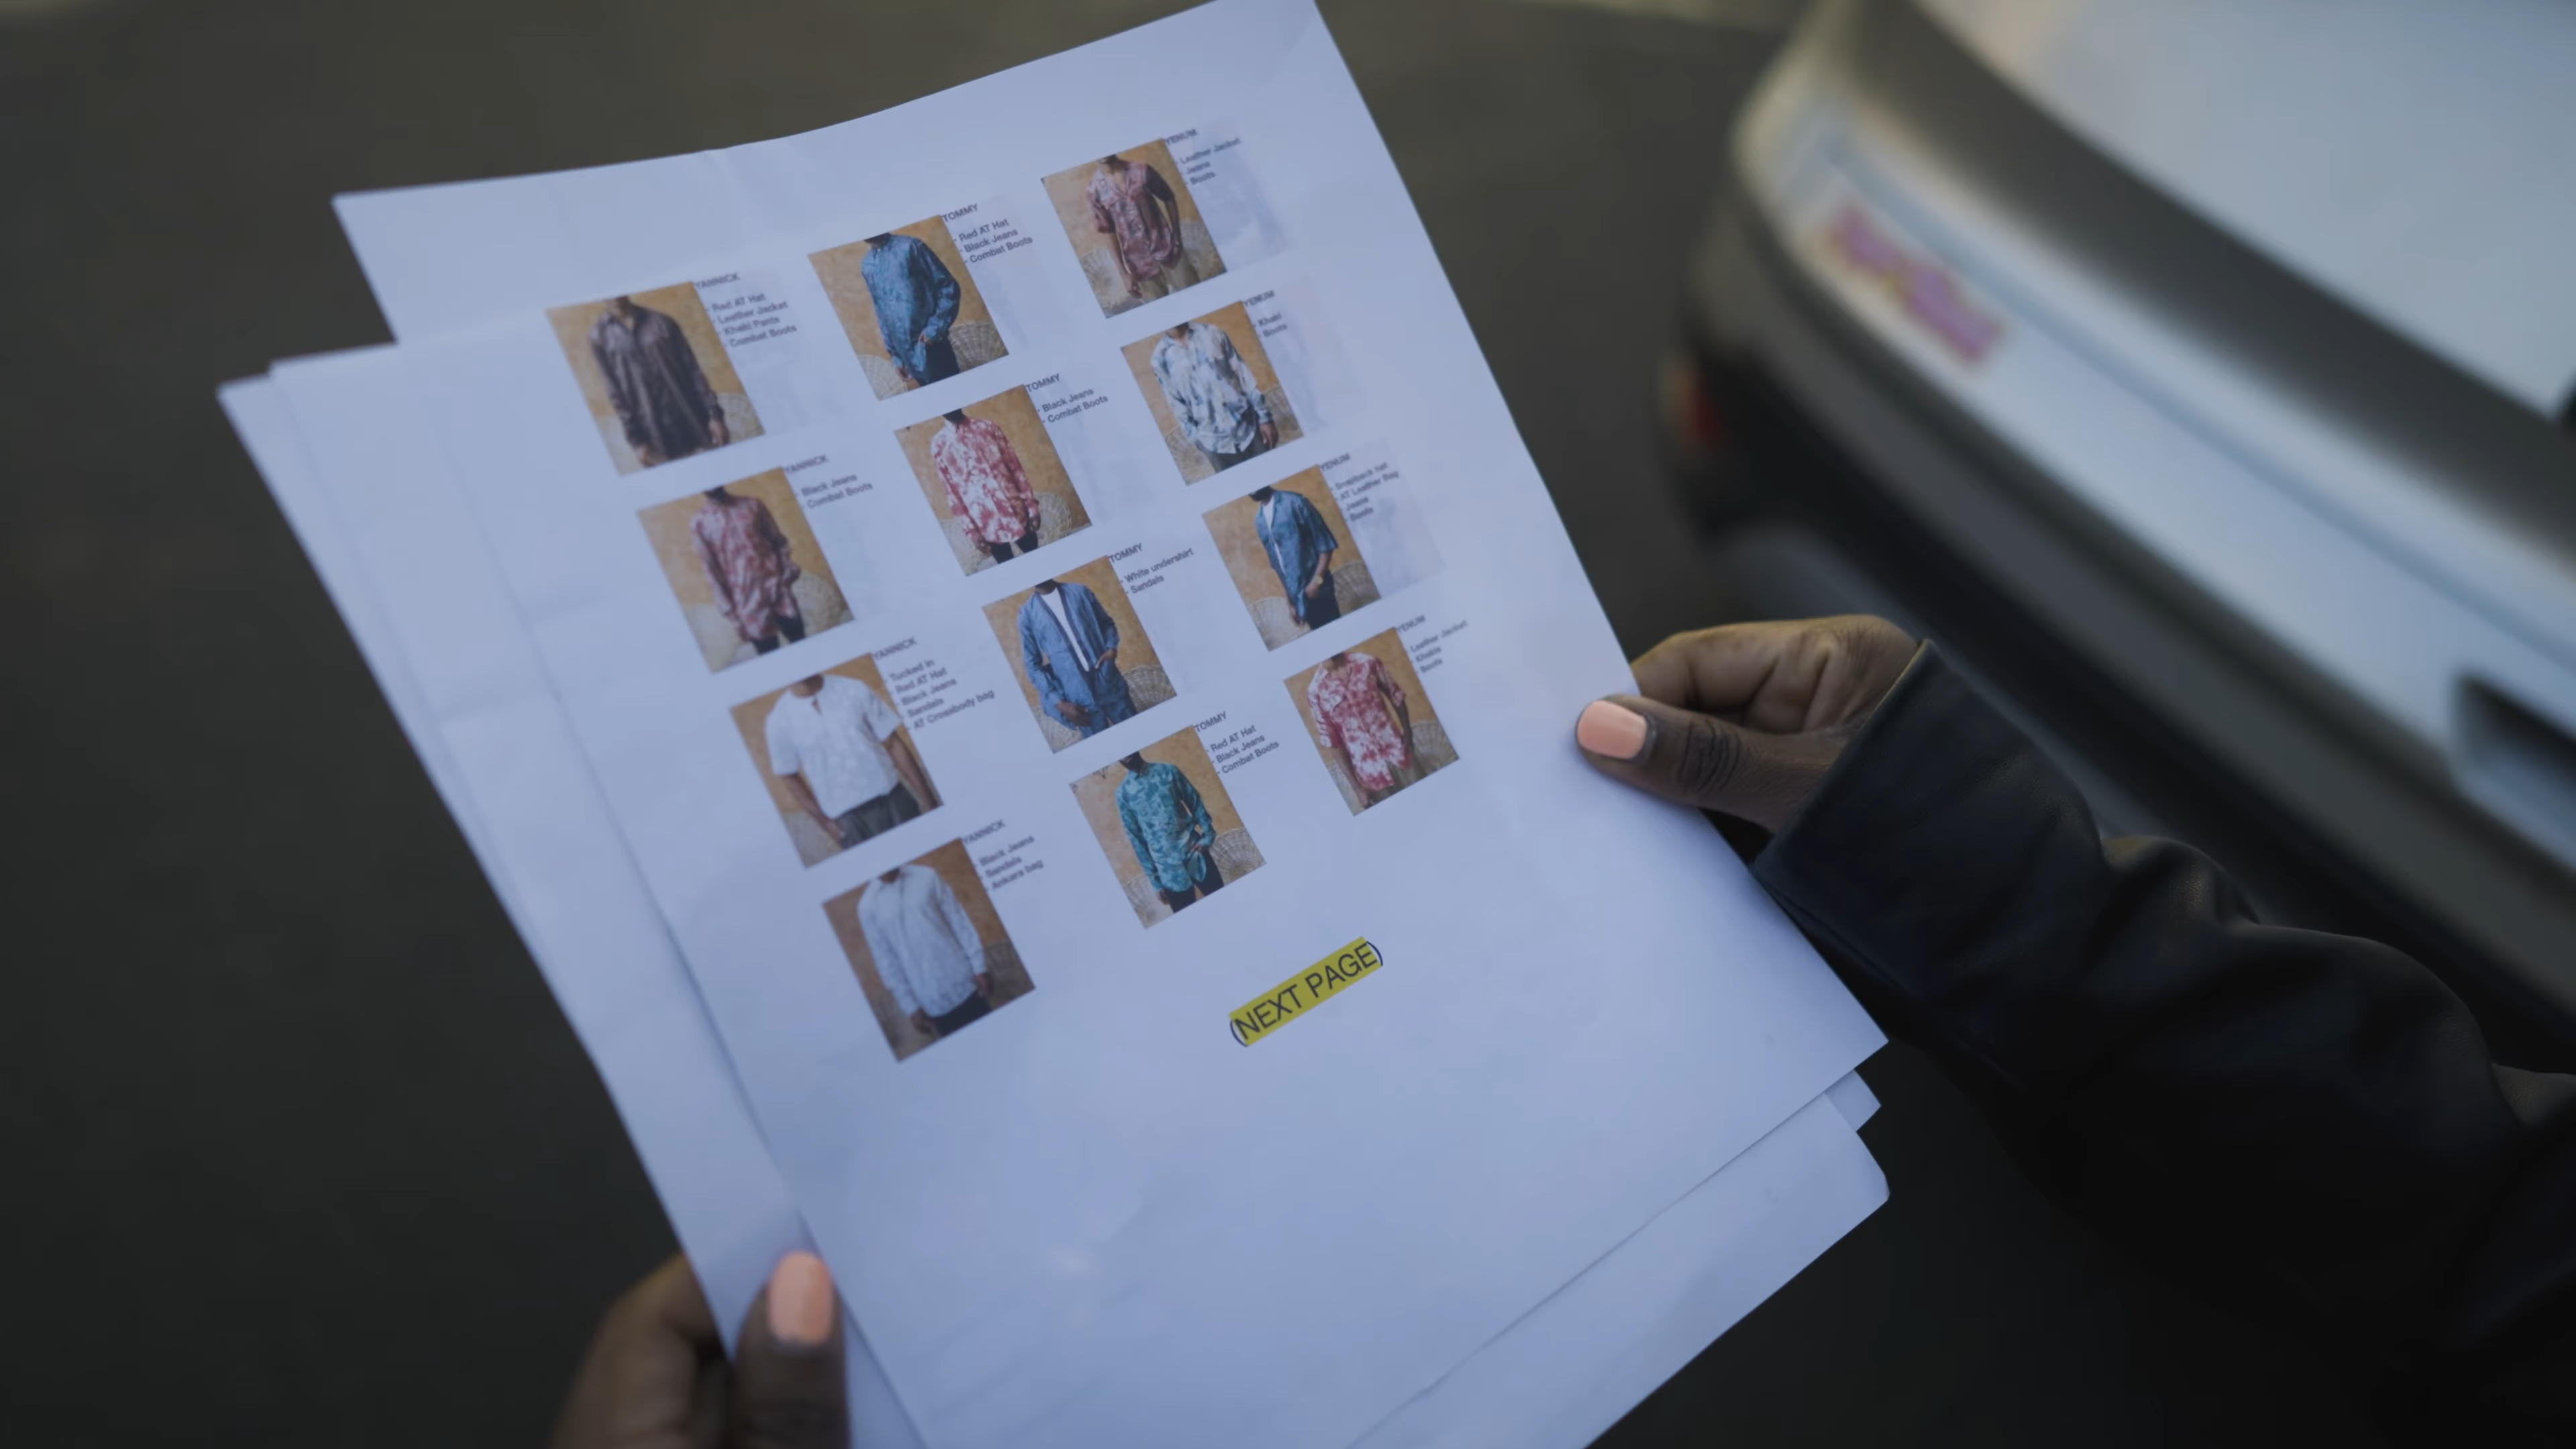 YANNICK
- Red AT Hat
- Leather Jacket
- Khaki Pants
- Combat Boots
YANNICK
- Black Jeans
- Combat Boots
YANNICK
- Tucked in
- Red AT Hat
- Black Jeans
- Sandals
- AT Crossbody bag
YANNICK
- Black Jeans
- Sandals
- Ankara bag
TOMMY
- Red AT Hat
- Black Jeans
- Combat Boots
TOMMY
- Black Jeans
- Combat Boots
TOMMY
- White undershirt
- Sandals
TOMMY
- Red AT Hat
- Black Jeans
- Combat Boots
YENUM
- Leather Jacket
- Jeans
- Boots
YENUM
- Khaki
- Boots
YENUM
- Snapback hat
- AT Leather Bag
- Jeans
- Boots
YENUM
- Leather Jacket
- Khakis
- Boots
(NEXT PAGE)